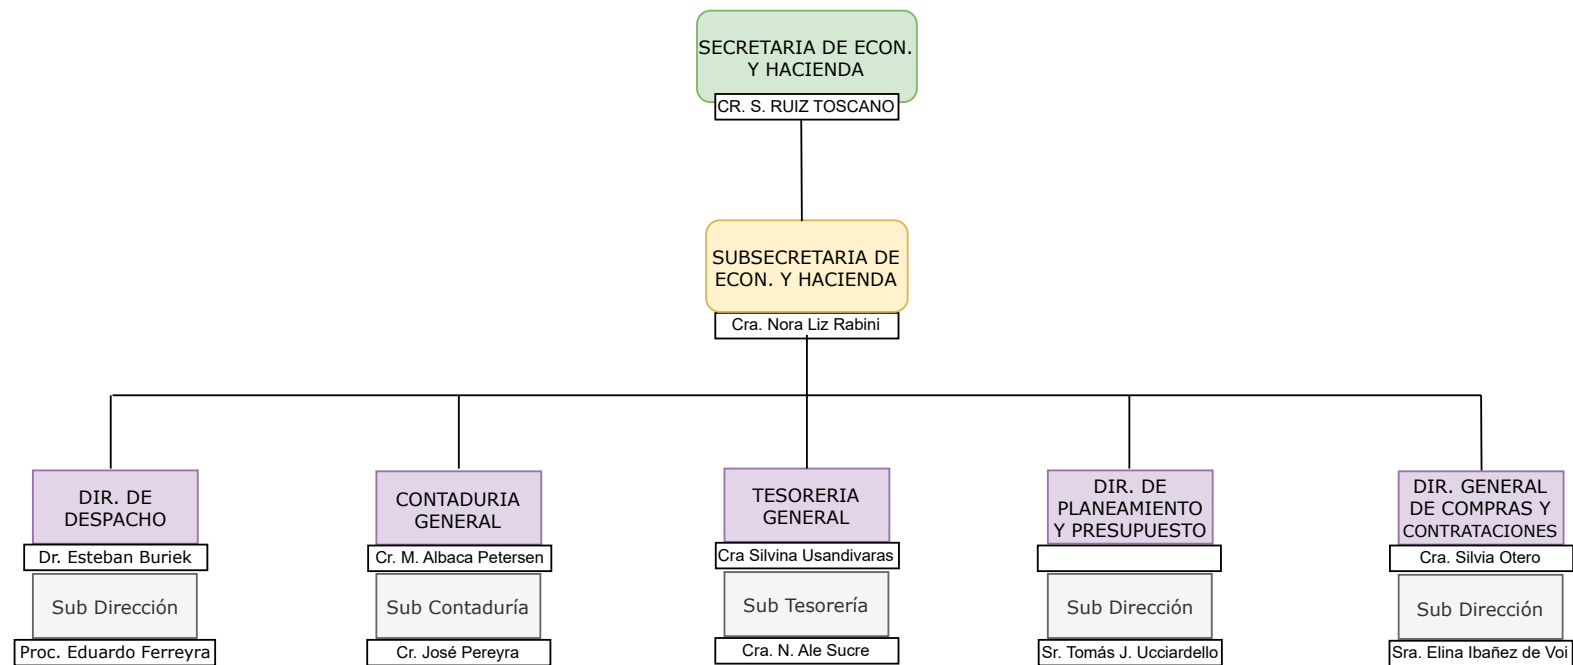 SECRETARIA DE ECON.
Y HACIENDA
CR. S. RUIZ TOSCANO
SUBSECRETARIA DE
ECON. Y HACIENDA
Cra. Nora Liz Rabini
DIR. DE
DESPACHO
Dr. Esteban Buriek
Sub Dirección
Proc. Eduardo Ferreyra
CONTADURIA
GENERAL
Cr. M. Albaca Petersen
Sub Contaduría
Cr. José Pereyra
TESORERIA
GENERAL
Cra Silvina Usandivaras
Sub Tesorería
Cra. N. Ale Sucre
DIR. DE
PLANEAMIENTO
Y PRESUPUESTO
Sub Dirección
Sr. Tomás J. Ucciardello
DIR. GENERAL
DE COMPRAS Y
CONTRATACIONES
Cra. Silvia Otero
Sub Dirección
Sra. Elina Ibañez de Voi